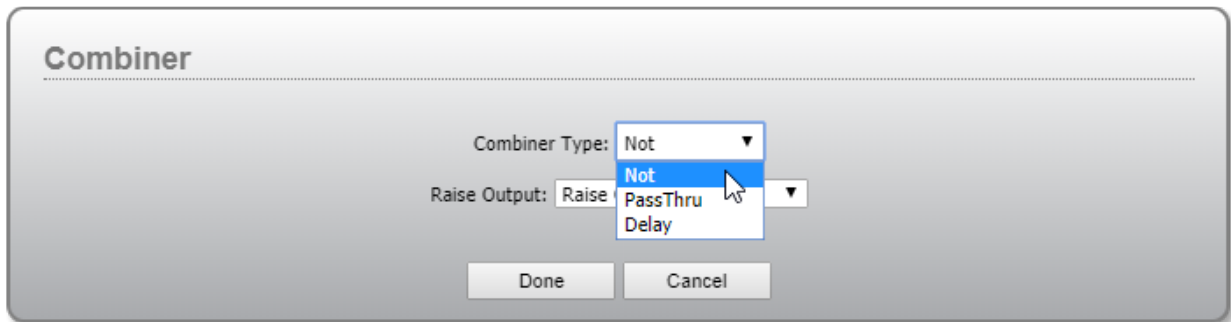 Combiner
Combiner Type: Not
Not
Raise Output: Raise
PassThru
Delay
Done Cancel